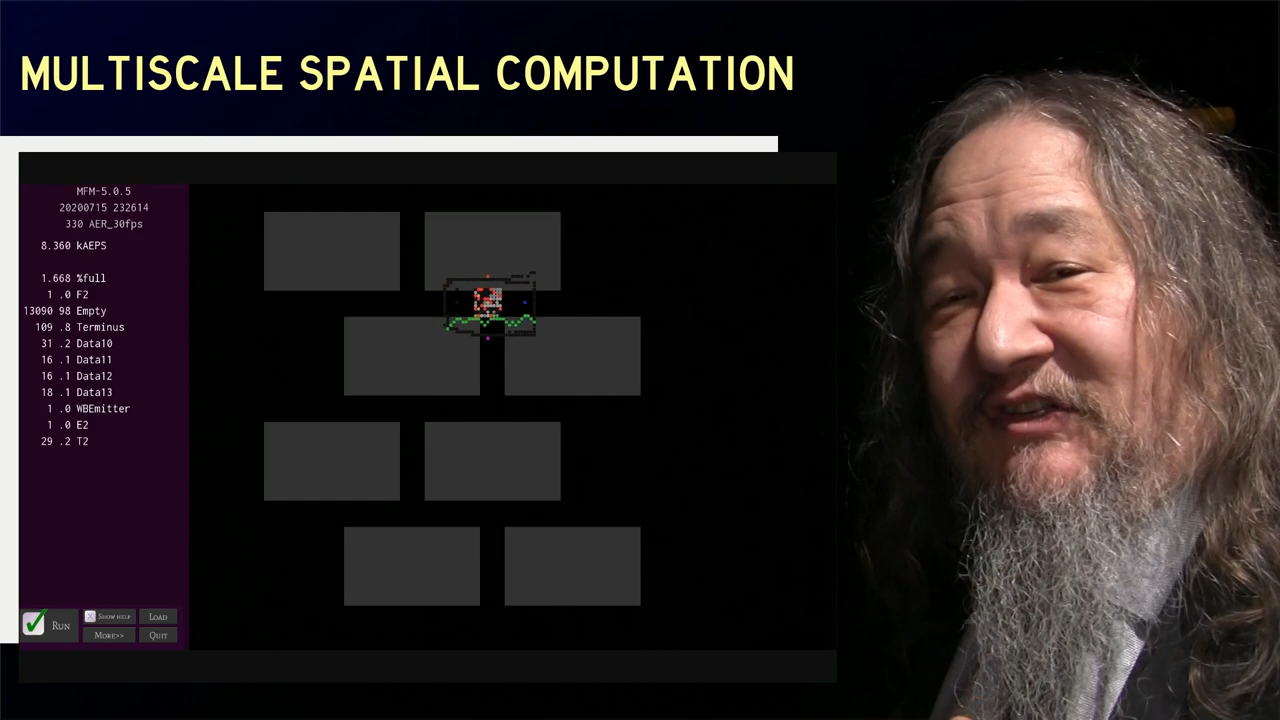 MULTISCALE SPATIAL COMPUTATION
MFM-5.0.5
20200715 232614
330 AER_30fps
8.360 kAEPS
1.668 %full
1 .0 F2
13090 98 Empty
109 .8 Terminus
31 .2 Data10
16 .1 Data11
16 .1 Data12
18 .1 Data13
1 .0 WBEmitter
1 .0 E2
29 .2 T2
Run
Show help
Load
More>>
Quit